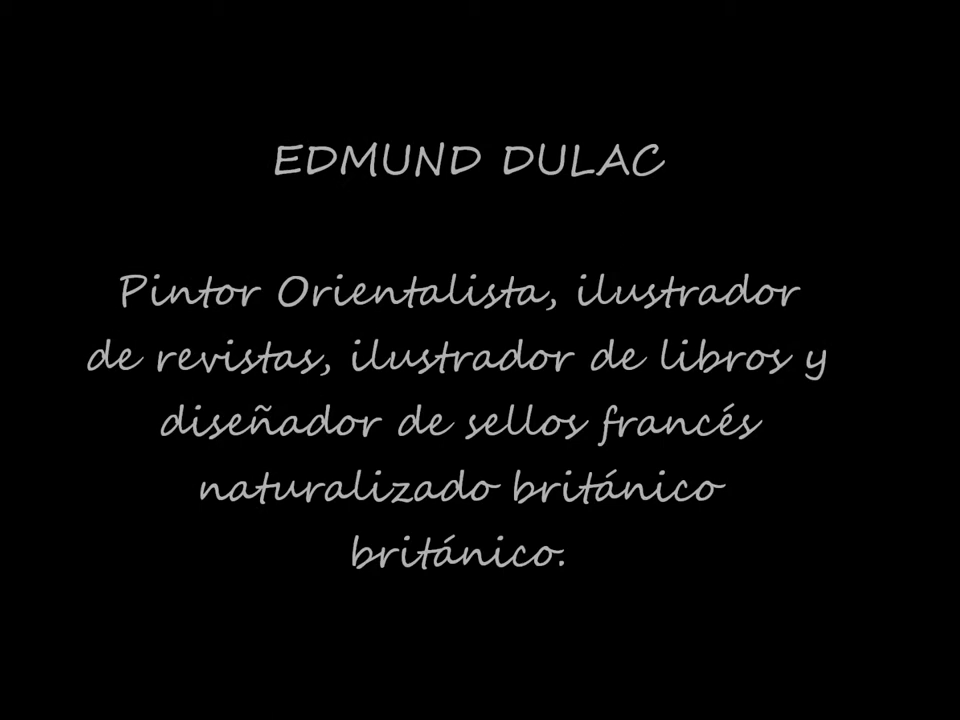 EDMUND DULAC
Pintor Orientalista, ilustrador
de revistas, ilustrador de libros y
diseñador de sellos francés
naturalizado británico
británico.